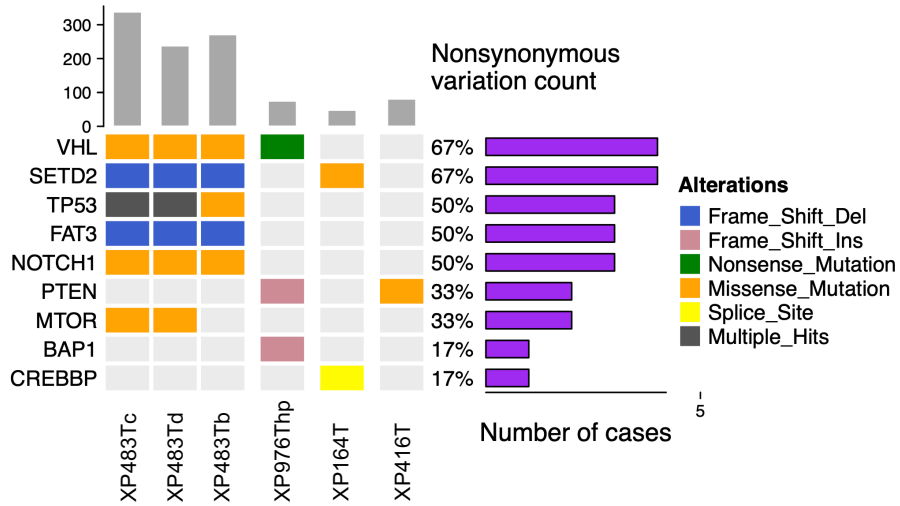 300
200
100
0
Nonsynonymous
variation count
VHL 67%
SETD2 67%
TP53 50%
FAT3 50%
NOTCH1 50%
PTEN 33%
MTOR 33%
BAP1 17%
CREBBP 17%
Alterations
Frame_Shift_Del
Frame_Shift_Ins
Nonsense_Mutation
Missense_Mutation
Splice_Site
Multiple_Hits
5
Number of cases
XP483Tc
XP483Td
XP483Tb
XP976Thp
XP164T
XP416T